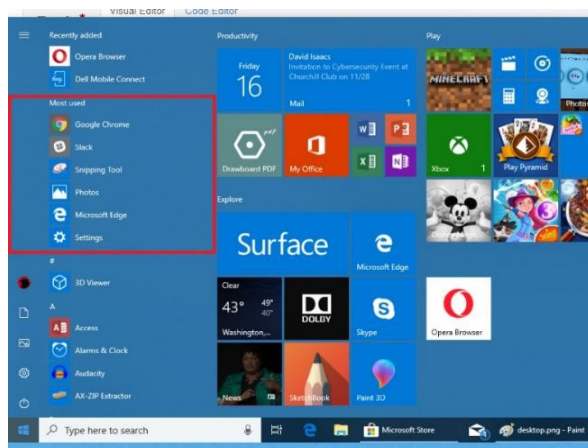 Visual Editor Code Editor
Recently added
Opera Browser
Dell Mobile Connect
Most used
Google Chrome
Slack
Snipping Tool
Photos
Microsoft Edge
Settings
#
3D Viewer
A
Access
Alarms & Clock
Audacity
AX-ZIP Extractor
Productivity
Friday
16
David Isaacs
Invitation to Cybersecurity Event at
Churchill Club on 11/28
Mail 1
Drawboard PDF
My Office
Explore
Surface
Microsoft Edge
Clear
43° 49°
40°
Washington,...
DOLBY
Skype
News
SketchBook
Paint 3D
Play
MINECRAFT
Photos
Xbox 1
Play Pyramid
3
Opera Browser
Type here to search
Microsoft Store
desktop.png - Paint